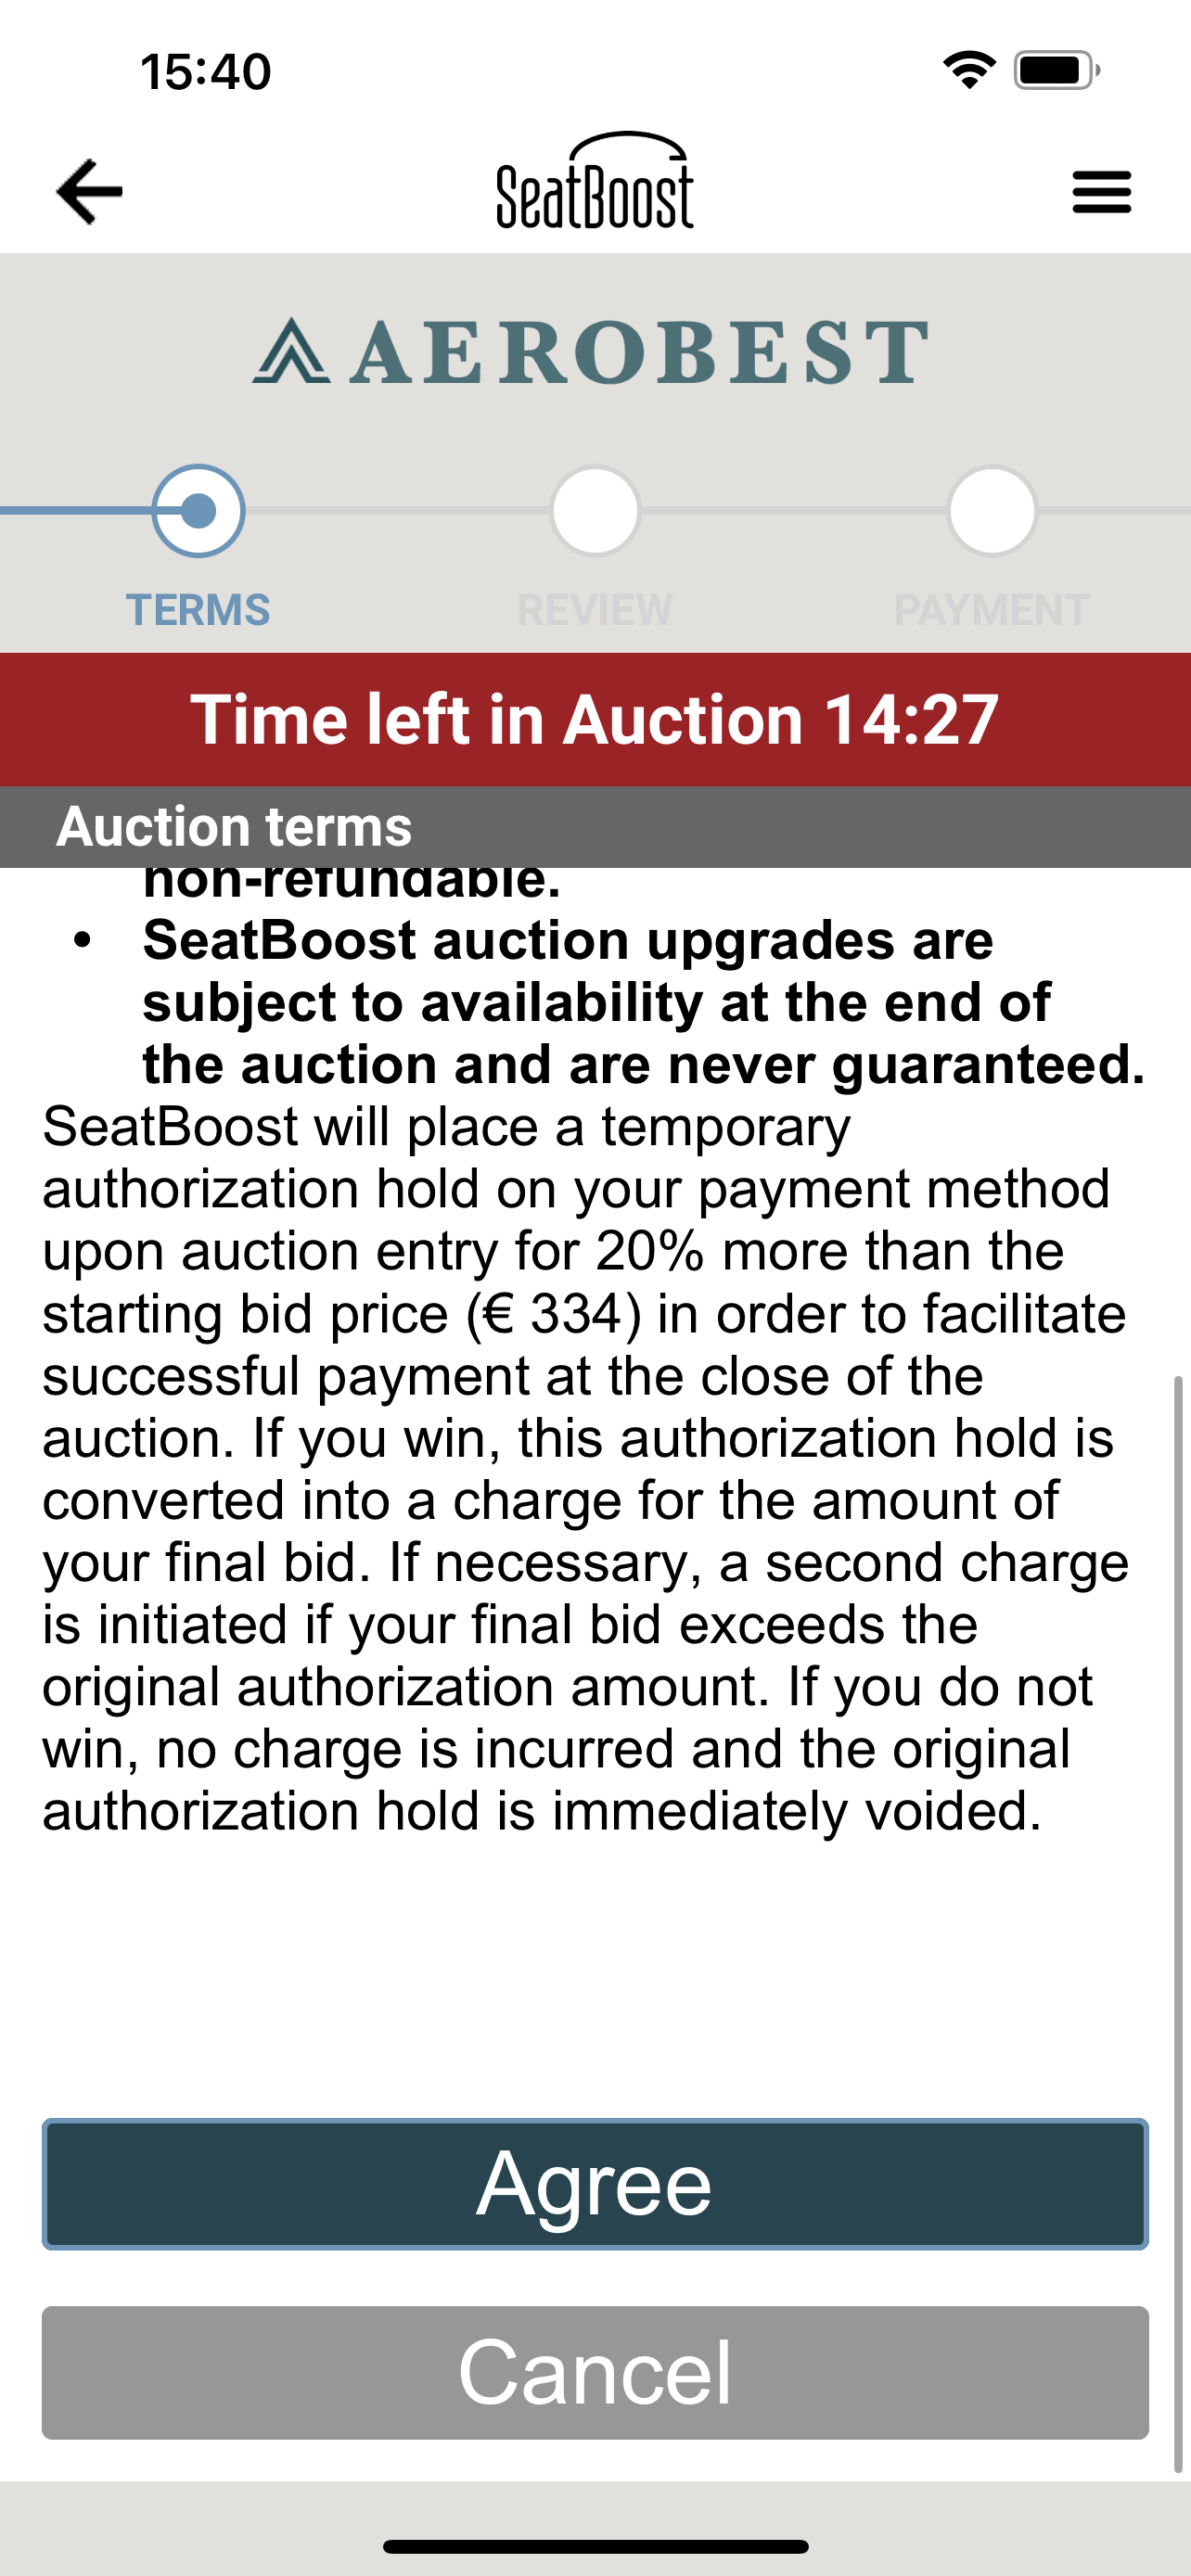 15:40
SeatBoost
AEROBEST
TERMS
REVIEW
PAYMENT
Time left in Auction 14:27
Auction terms
non-refundable.
• SeatBoost auction upgrades are
subject to availability at the end of
the auction and are never guaranteed.
SeatBoost will place a temporary
authorization hold on your payment method
upon auction entry for 20% more than the
starting bid price (€ 334) in order to facilitate
successful payment at the close of the
auction. If you win, this authorization hold is
converted into a charge for the amount of
your final bid. If necessary, a second charge
is initiated if your final bid exceeds the
original authorization amount. If you do not
win, no charge is incurred and the original
authorization hold is immediately voided.
Agree
Cancel